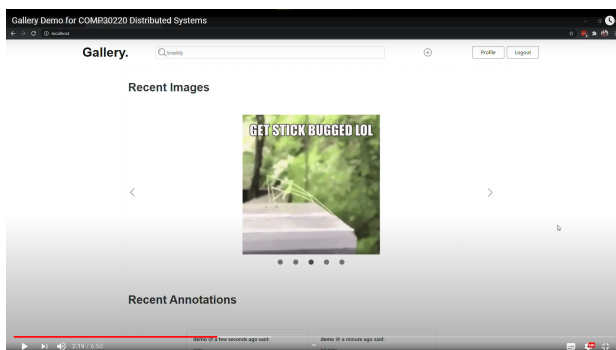 Gallery Demo for COMP30220 Distributed Systems
localhost
Gallery.
braddy
Profile
Logout
Recent Images
GET STICK BUGGED LOL
Recent Annotations
demo @ a few seconds ago said:
demo @ a minute ago said:
2:19 / 6:50